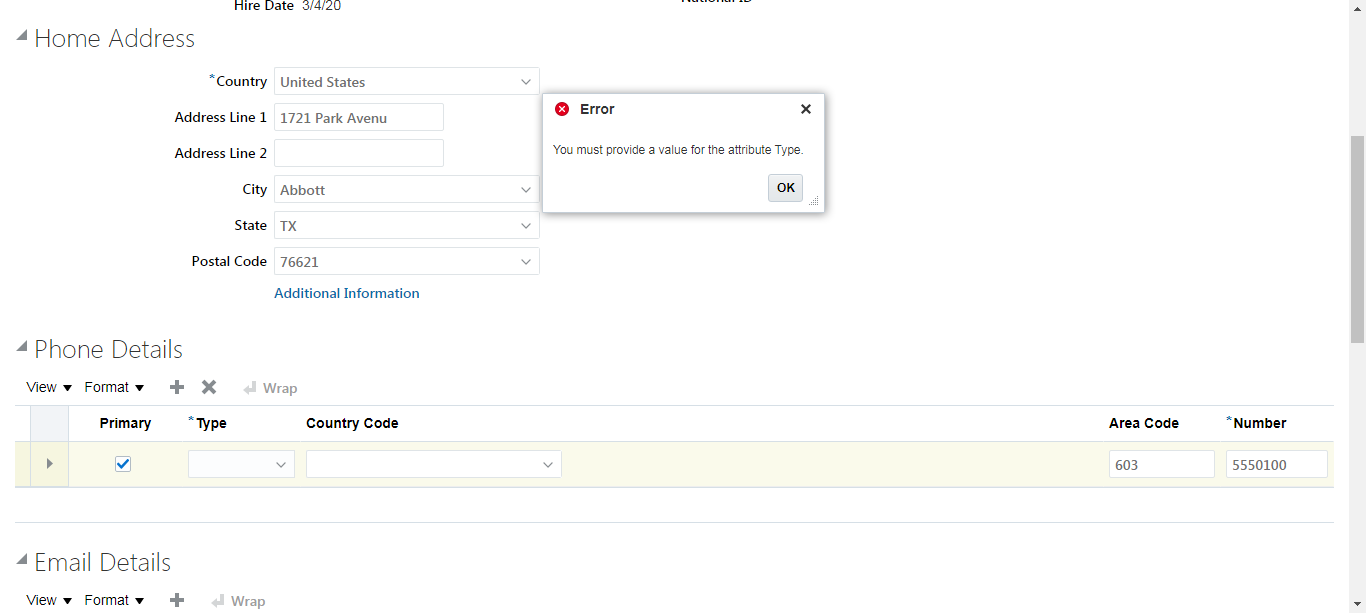 Hire Date 3/4/20
National ID
Home Address
*Country United States
Address Line 1 1721 Park Avenu
Address Line 2
City Abbott
State TX
Postal Code 76621
Additional Information
Error
You must provide a value for the attribute Type.
OK
Phone Details
View Format Wrap
Primary *Type Country Code Area Code *Number
603 5550100
Email Details
View Format Wrap